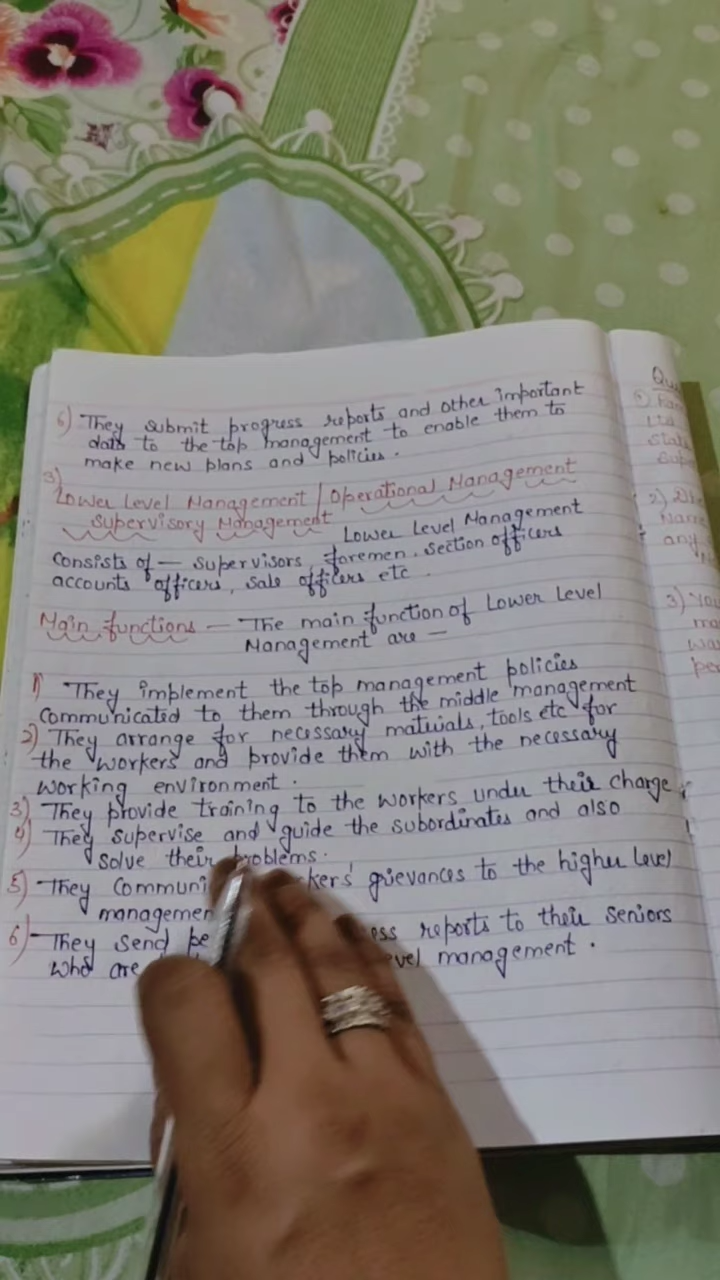 6) They submit progress reports and other important
data to the top management to enable them to
make new plans and policies.
3)
Lower Level Management / Operational Management
Supervisory Management
Lower Level Management
consists of — supervisors, foremen, section officers
accounts officers, sale officers etc.
Main functions — The main function of Lower Level
Management are —
1) They implement the top management policies
communicated to them through the middle management
2) They arrange for necessary materials, tools etc for
the workers and provide them with the necessary
working environment.
3) They provide training to the workers under their charge
4) They supervise and guide the subordinates and also
solve their problems.
5) They grievances to the higher level
6) They send reports to their seniors
who are management.
2)
any
3) You